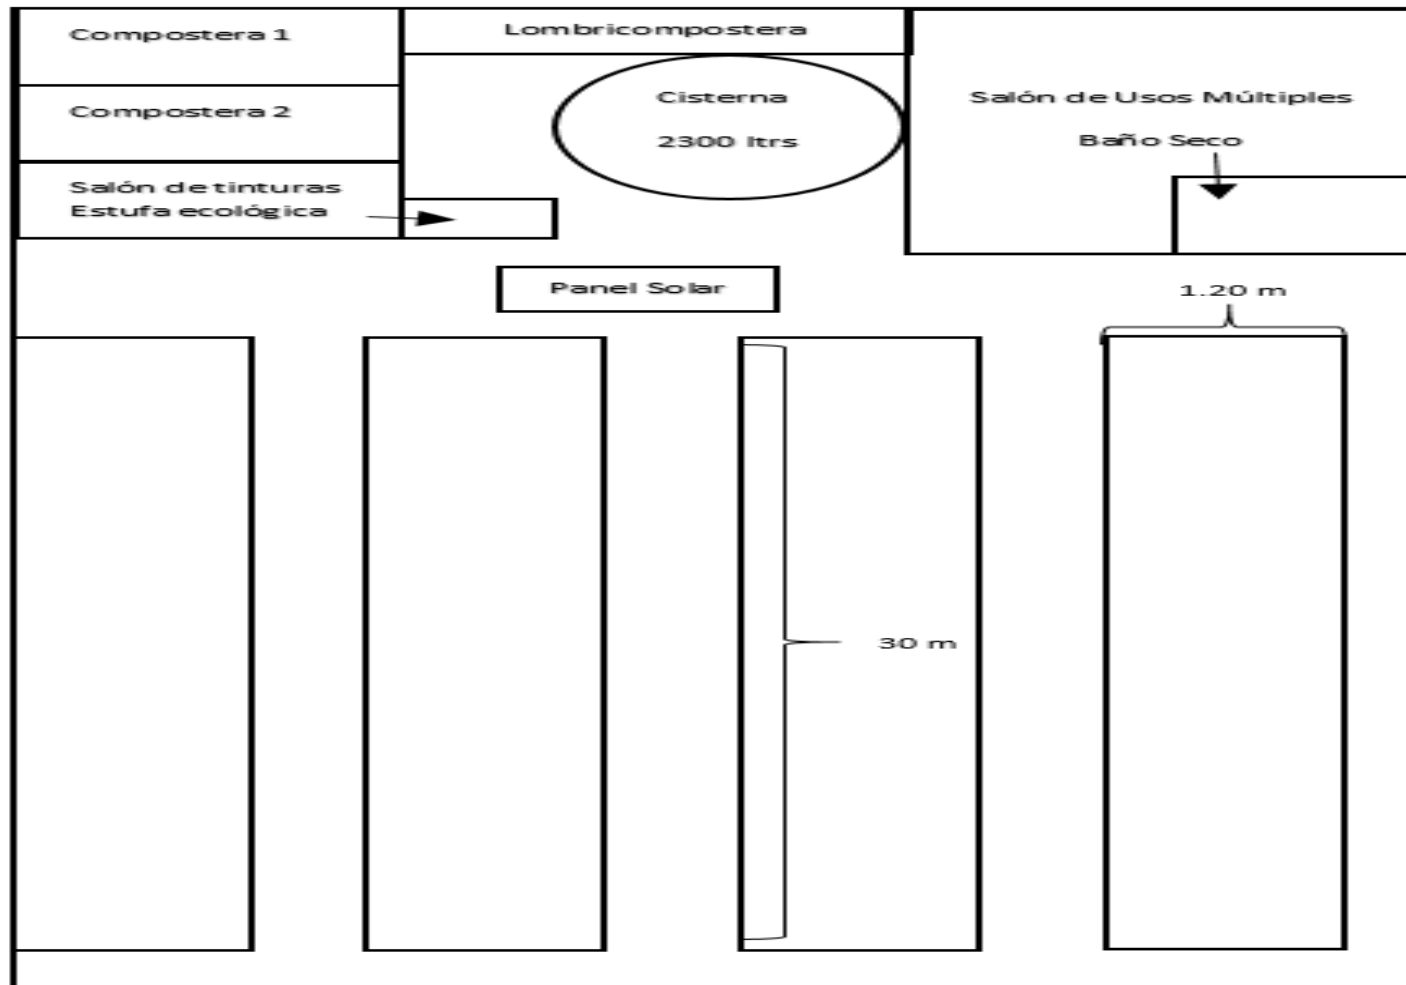 Compostera 1
Lombricompostera
Compostera 2
Cisterna
2300 ltrs
Salón de Usos Múltiples
Baño Seco
Salón de tinturas
Estufa ecológica
Panel Solar
1.20 m
30 m